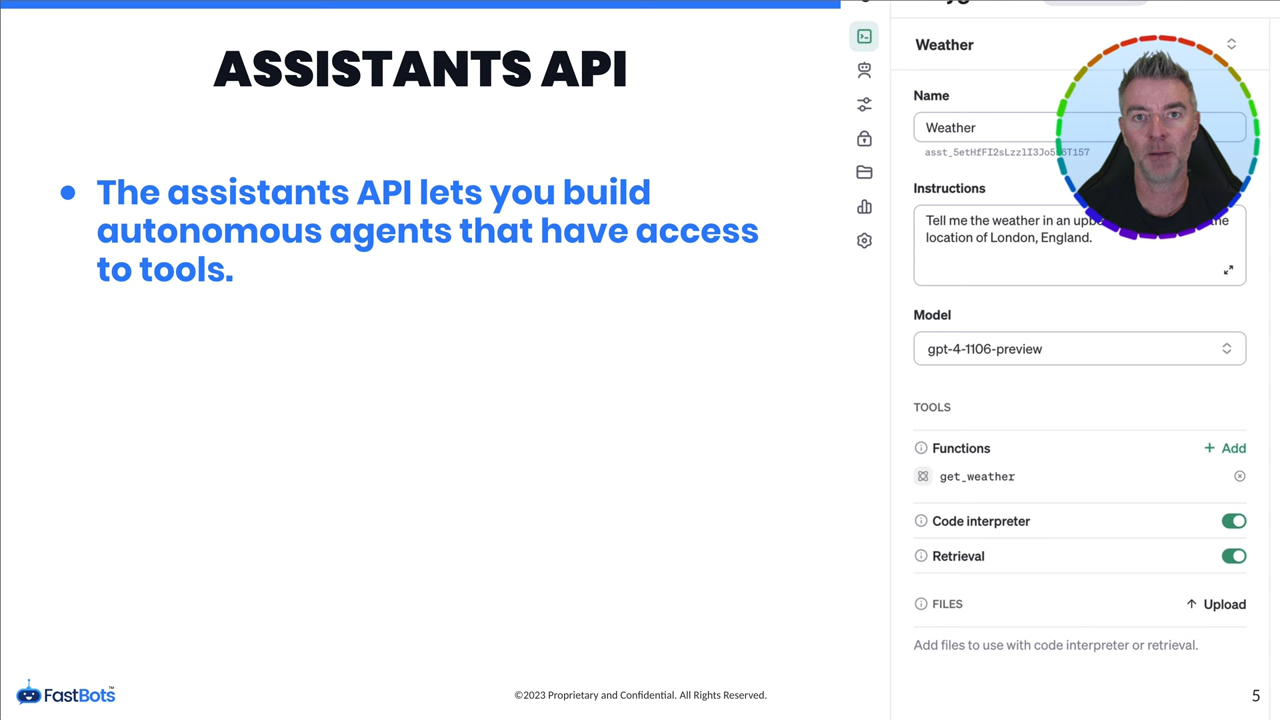 ASSISTANTS API
• The assistants API lets you build
autonomous agents that have access
to tools.
FastBots™
©2023 Proprietary and Confidential. All Rights Reserved.
5
Weather
Name
Weather
Instructions
Tell me the weather in an
location of London, England.
Model
gpt-4-1106-preview
TOOLS
Functions
+ Add
get_weather
Code interpreter
Retrieval
FILES
Upload
Add files to use with code interpreter or retrieval.